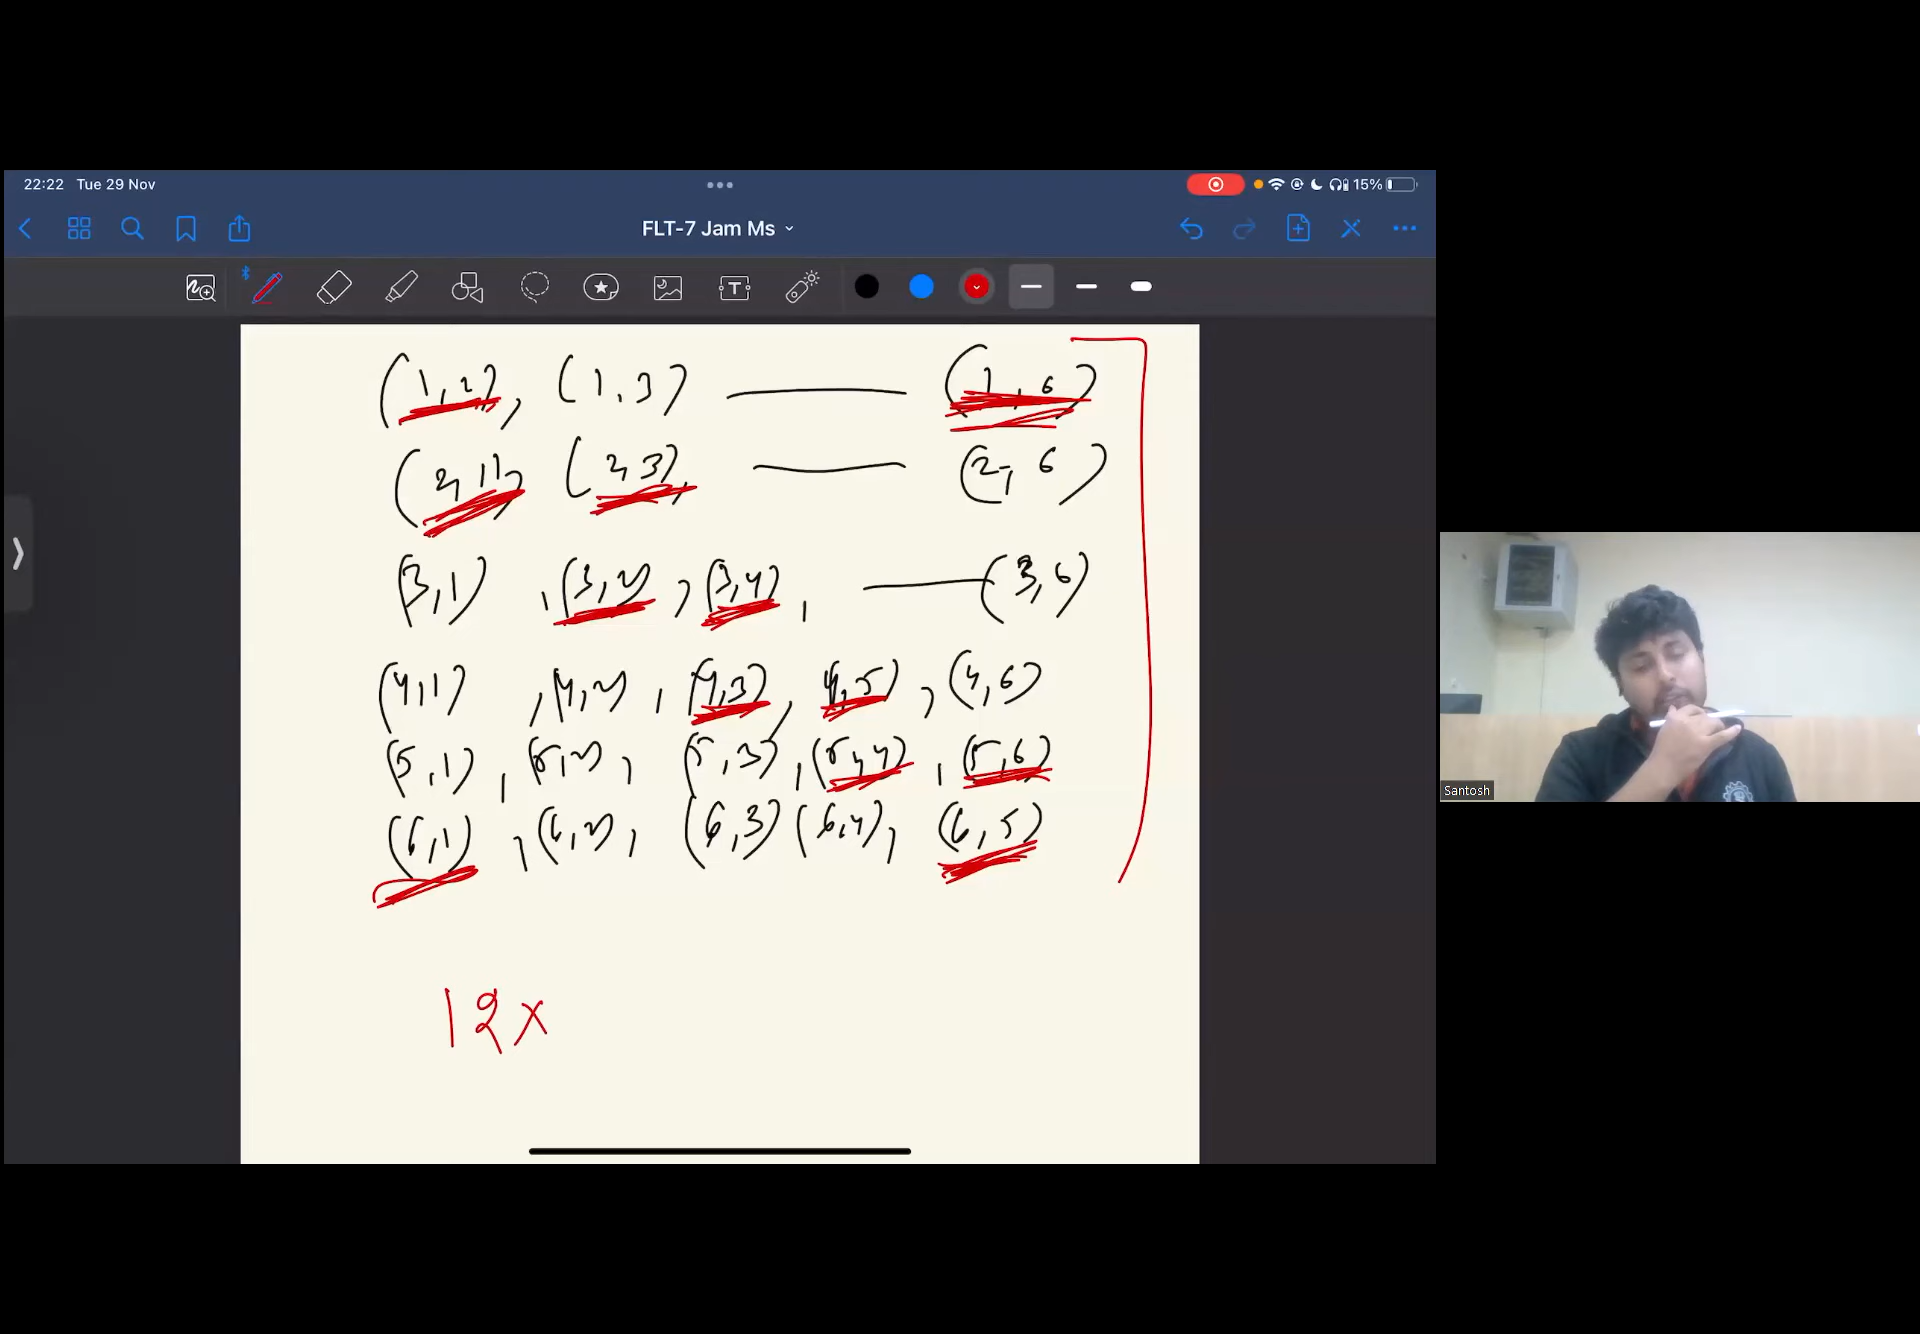 22:22 Tue 29 Nov
15%
FLT-7 Jam Ms
T
(1,2), (1,3) (1,6)
(2,1) (2,3), (2,6)
(3,1) ,(3,2) , (3,4) , (3,6)
(4,1) ,(4,2) , (4,3) , 4,5) , (4,6)
(5,1) , (5,2) , (5,3) , (5,4) , (5,6)
(6,1) , (6,2) , (6,3) (6,4) , (6,5)
12x
Santosh